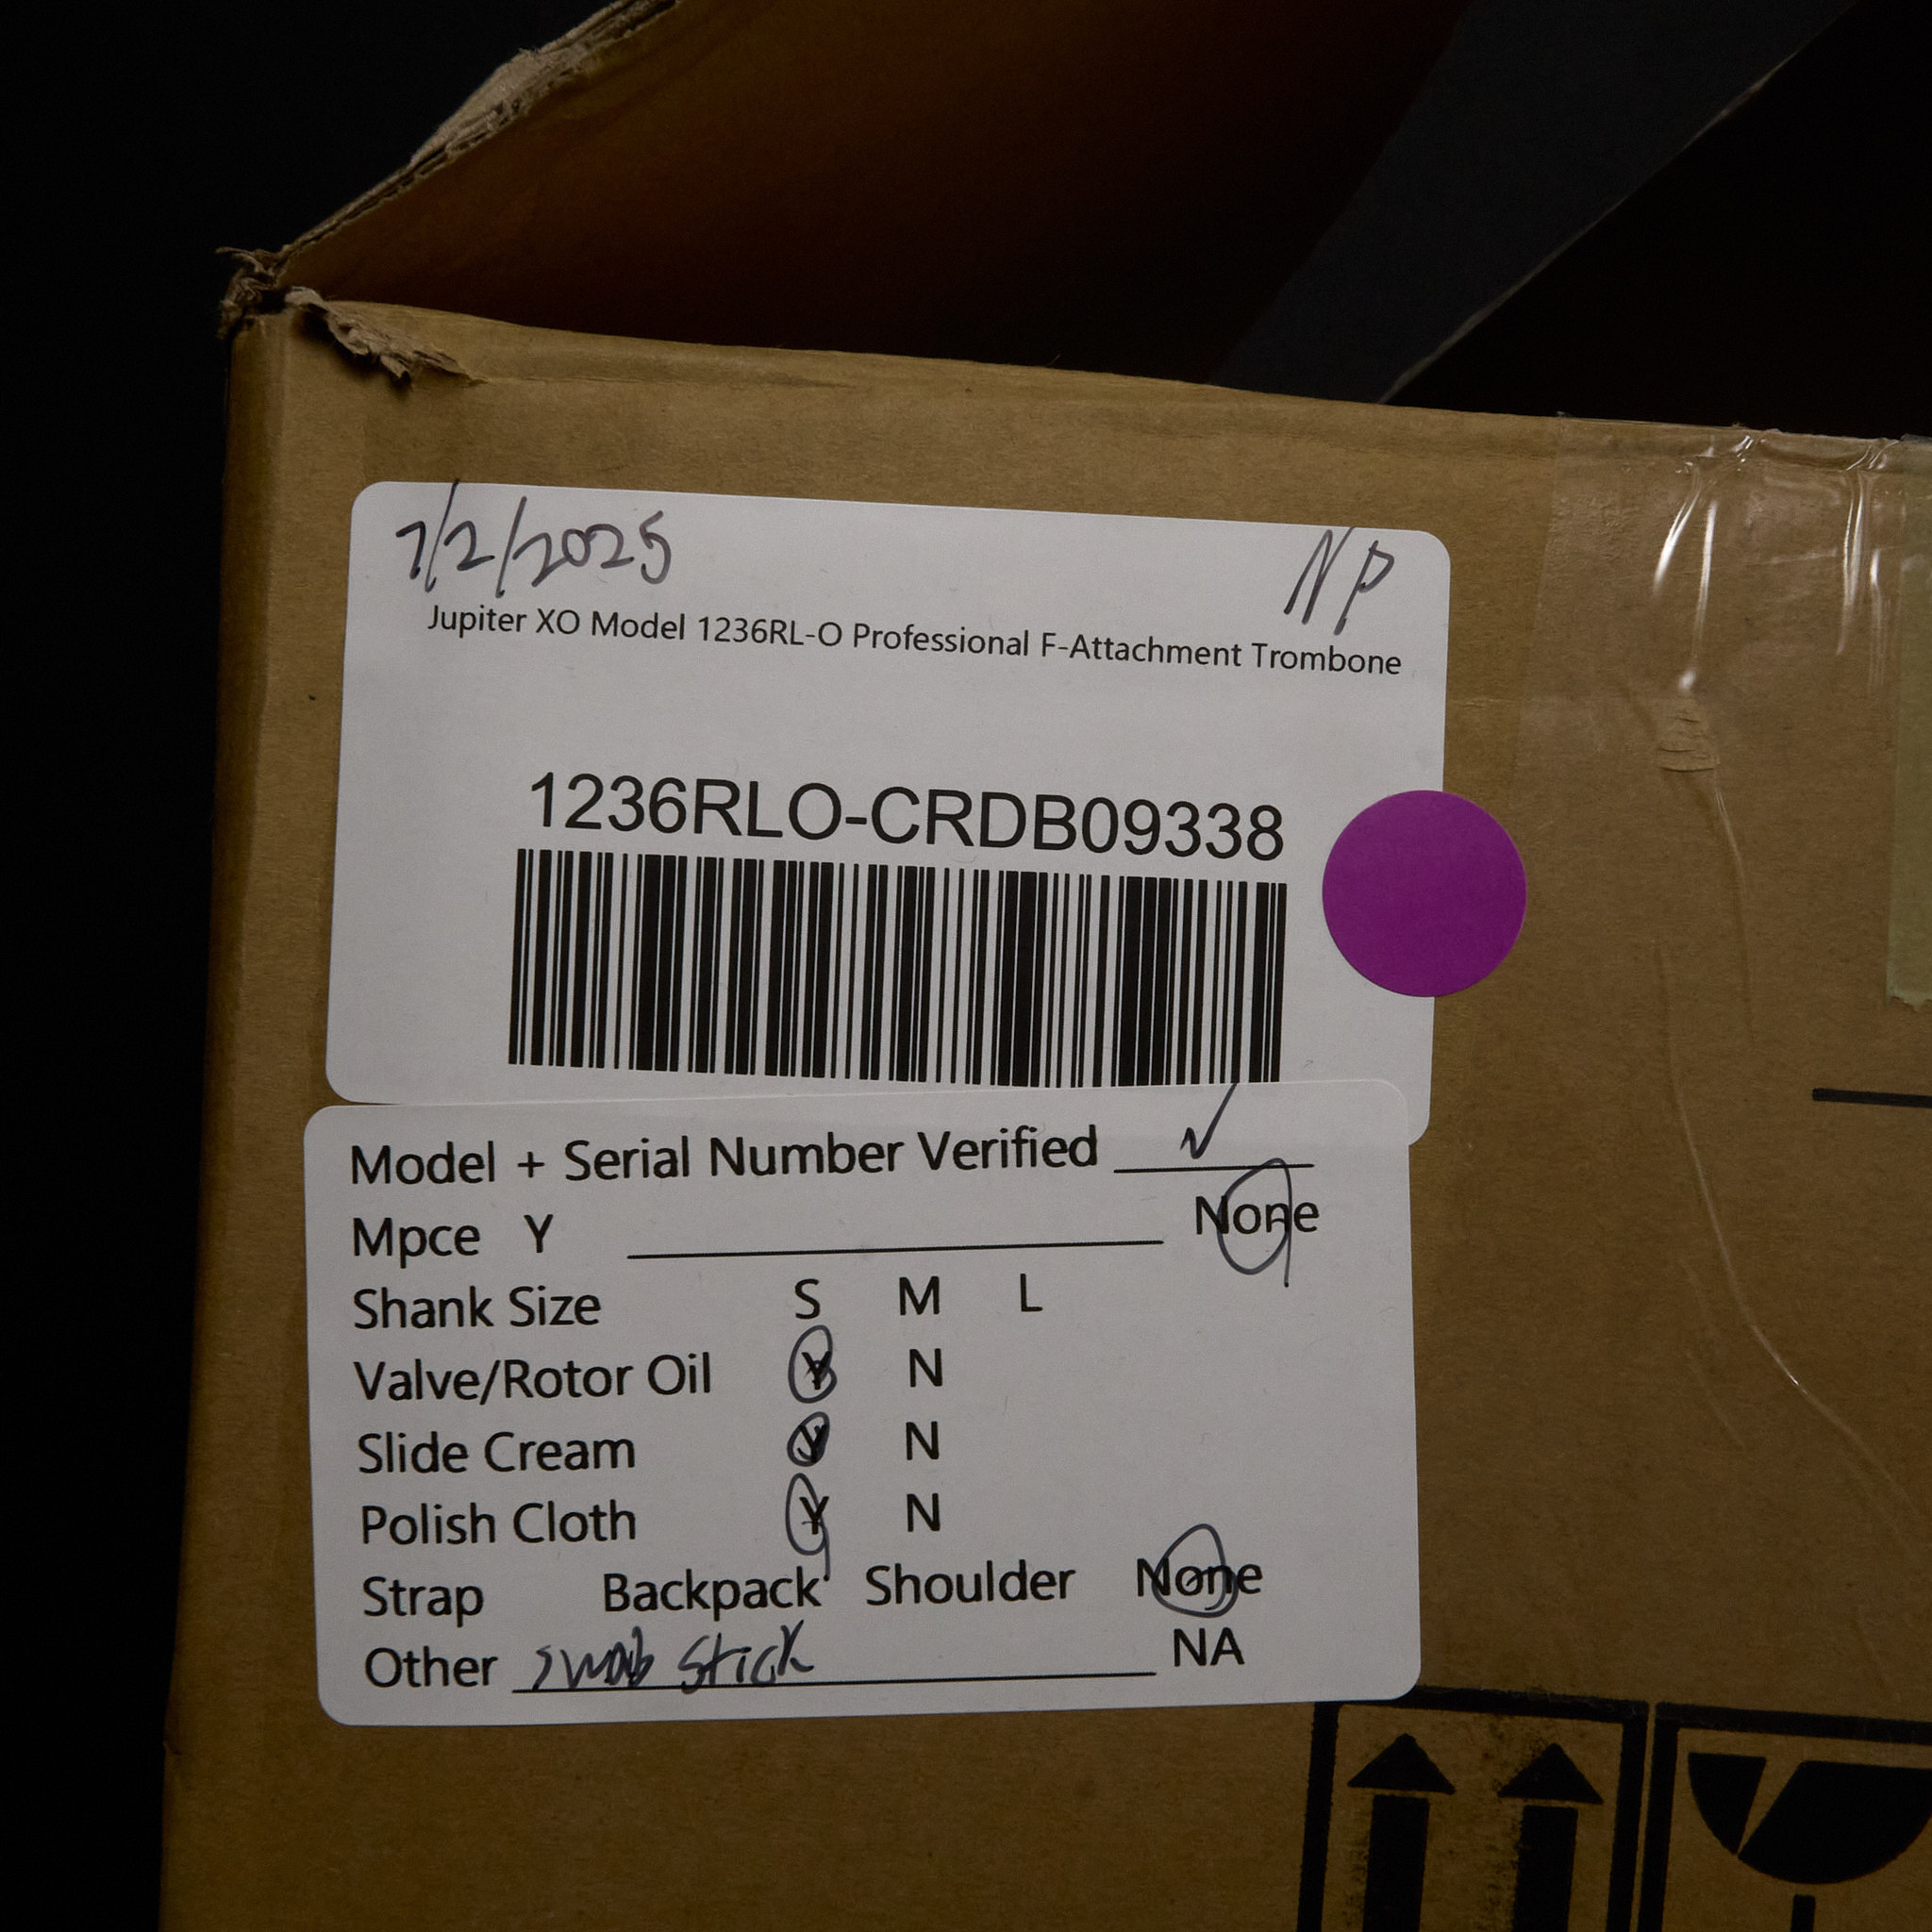 7/2/2025 NP
Jupiter XO Model 1236RL-O Professional F-Attachment Trombone
1236RLO-CRDB09338
Model + Serial Number Verified ✓
Mpce Y None
Shank Size S M L
Valve/Rotor Oil Y N
Slide Cream Y N
Polish Cloth Y N
Strap Backpack Shoulder None
Other swab stick NA